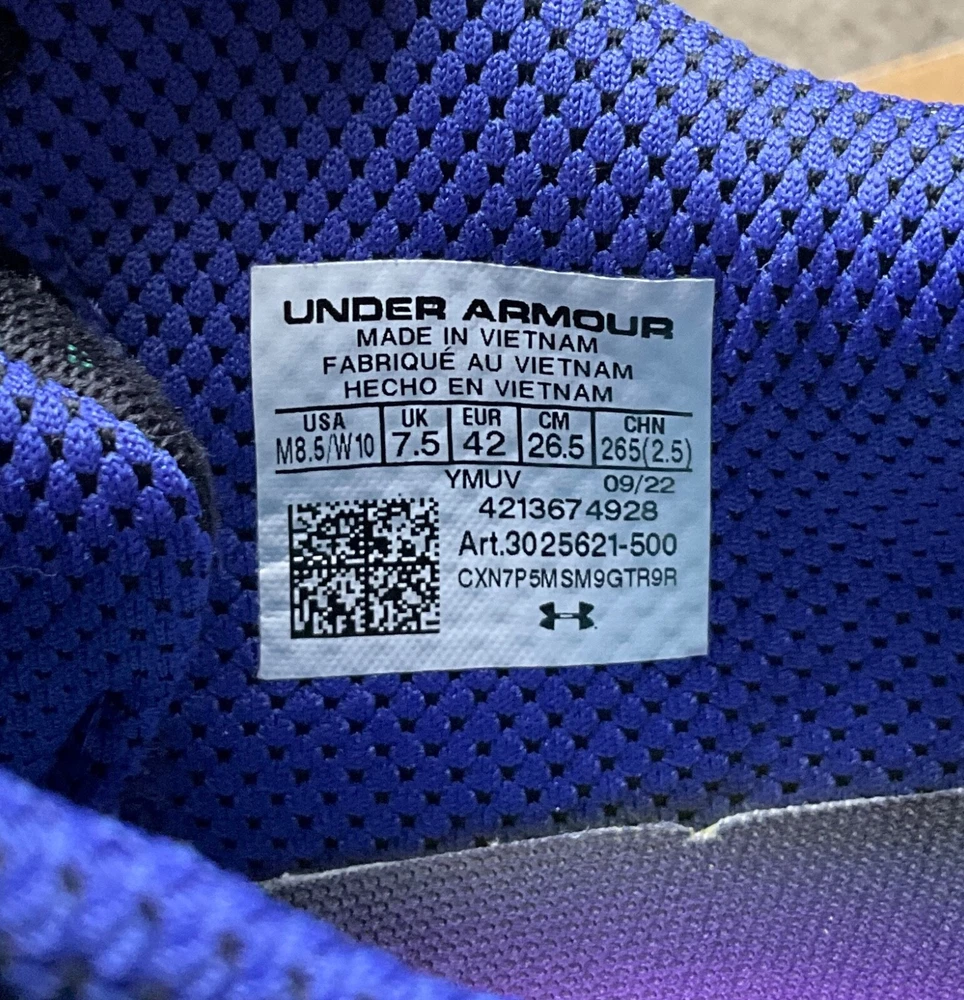 UNDER ARMOUR
MADE IN VIETNAM
FABRIQUÉ AU VIETNAM
HECHO EN VIETNAM
USA UK EUR CM CHN
M8.5/W10 7.5 42 26.5 265(2.5)
YMUV 09/22
4213674928
Art.3025621-500
CXN7P5MSM9GTR9R